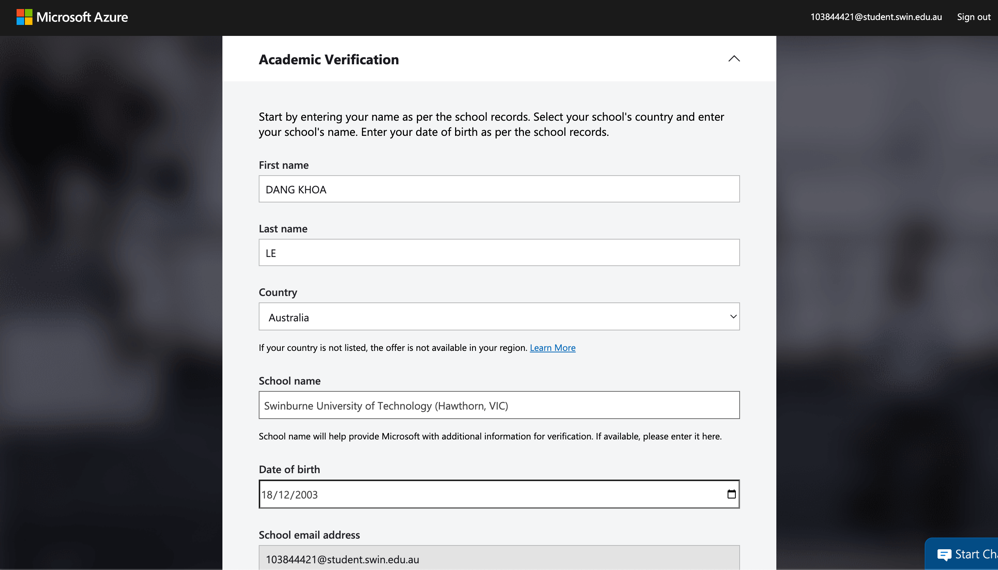 Microsoft Azure
103844421@student.swin.edu.au Sign out
Academic Verification
Start by entering your name as per the school records. Select your school's country and enter
your school's name. Enter your date of birth as per the school records.
First name
DANG KHOA
Last name
LE
Country
Australia
If your country is not listed, the offer is not available in your region. Learn More
School name
Swinburne University of Technology (Hawthorn, VIC)
School name will help provide Microsoft with additional information for verification. If available, please enter it here.
Date of birth
18/12/2003
School email address
103844421@student.swin.edu.au
Start Cha